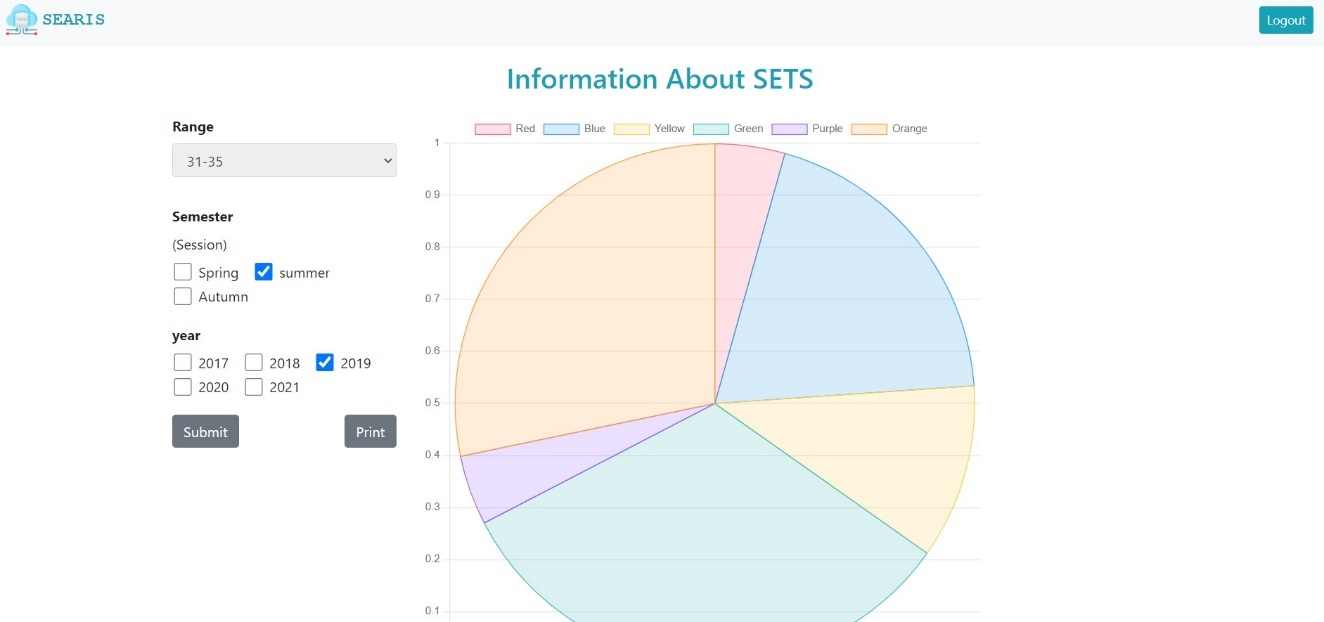 SEARIS
Logout
Information About SETS
Range
31-35
Semester
(Session)
Spring summer
Autumn
year
2017 2018 2019
2020 2021
Submit Print
Red Blue Yellow Green Purple Orange
1
0.9
0.8
0.7
0.6
0.5
0.4
0.3
0.2
0.1